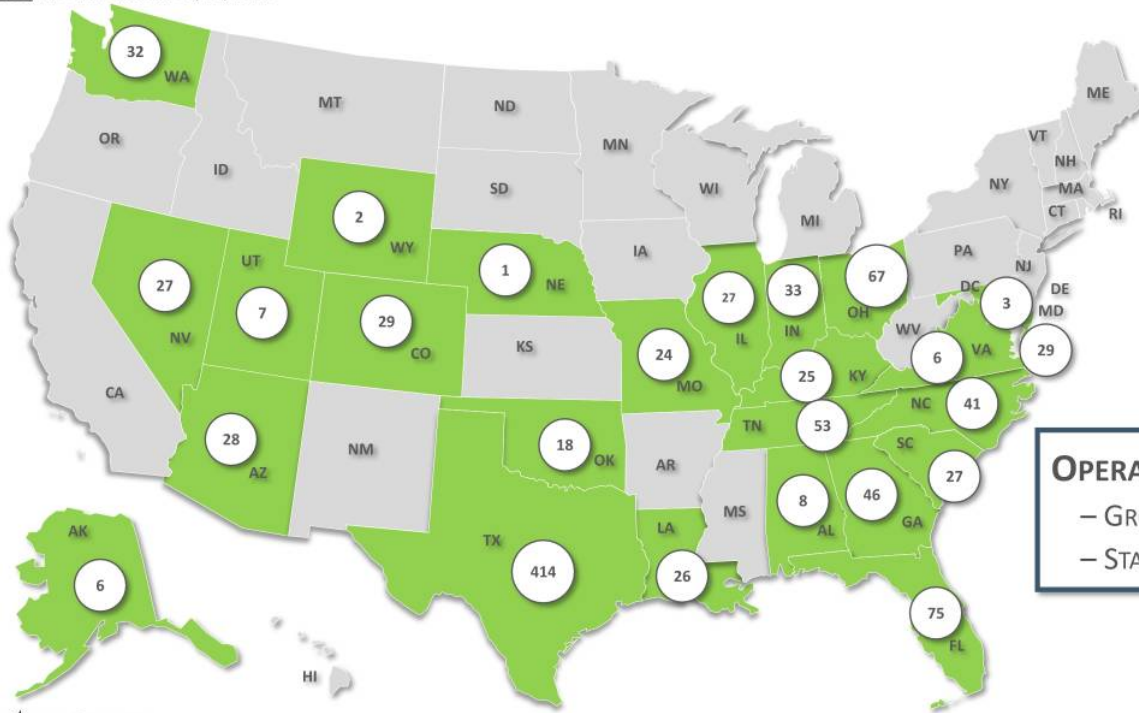 32
WA
MT
ND
MN
ME
OR
ID
SD
WI
MI
VT
NH
NY
MA
CT
RI
2
WY
IA
PA
NJ
1
NE
27
NV
UT
7
29
CO
KS
24
MO
27
IL
33
IN
67
OH
DC
3
DE
MD
WV
6
VA
29
CA
25
KY
NC
41
TN
53
28
AZ
NM
18
OK
AR
SC
27
MS
8
AL
46
GA
TX
414
LA
26
75
FL
AK
6
HI
– GR
– STA